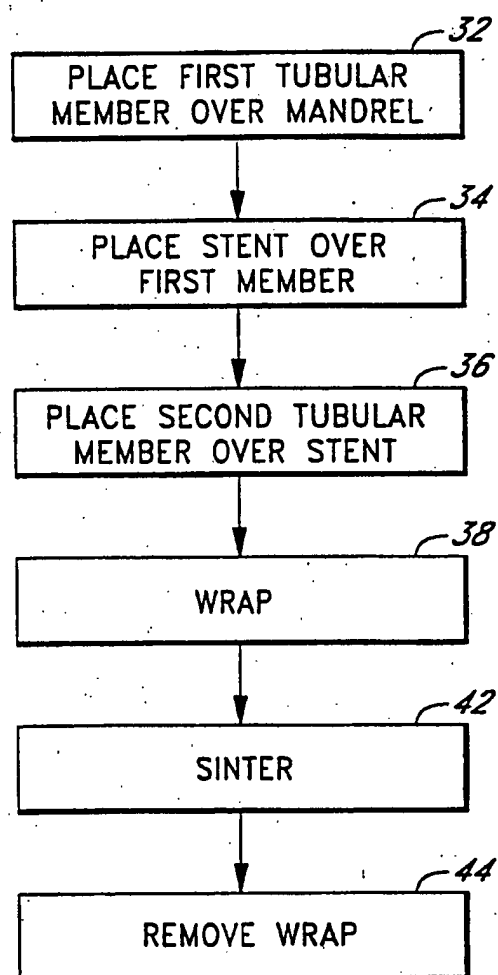 32
PLACE FIRST TUBULAR
MEMBER OVER MANDREL
34
PLACE STENT OVER
FIRST MEMBER
36
PLACE SECOND TUBULAR
MEMBER OVER STENT
38
WRAP
42
SINTER
44
REMOVE WRAP